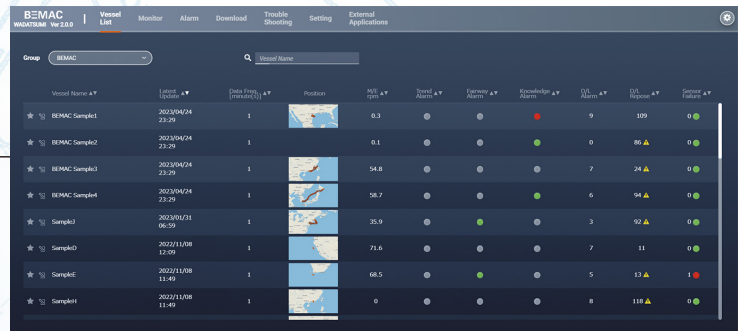 BEMAC
WADATSUMI Ver 2.0.0
Vessel List
Monitor
Alarm
Download
Trouble Shooting
Setting
External Applications
Group
BEMAC
Vessel Name
Vessel Name ▲▼
Latest Update ▲▼
Data Freq. [minute(s)] ▲▼
Position
M/E rpm ▲▼
Trend Alarm ▲▼
Fairway Alarm ▲▼
Knowledge Alarm ▲▼
D/L Alarm ▲▼
D/L Repose ▲▼
Sensor Failure ▲▼
BEMAC Sample1 2023/04/24 23:29 1 0.3 9 109 0
BEMAC Sample2 2023/04/24 23:29 1 0.1 0 86 0
BEMAC Sample3 2023/04/24 23:29 1 54.8 7 24 0
BEMAC Sample4 2023/04/24 23:29 1 58.7 6 94 0
SampleJ 2023/01/31 06:59 1 35.9 3 92 0
SampleD 2022/11/08 12:09 1 71.6 7 11 0
SampleE 2022/11/08 11:49 1 68.5 5 13 1
SampleH 2022/11/08 11:49 1 0 8 118 0